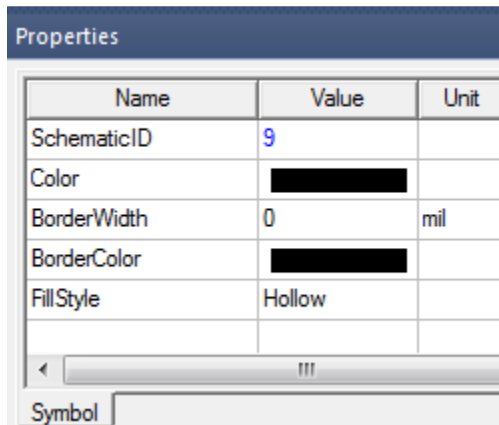 Properties
Name Value Unit
SchematicID 9
Color
BorderWidth 0 mil
BorderColor
FillStyle Hollow
Symbol